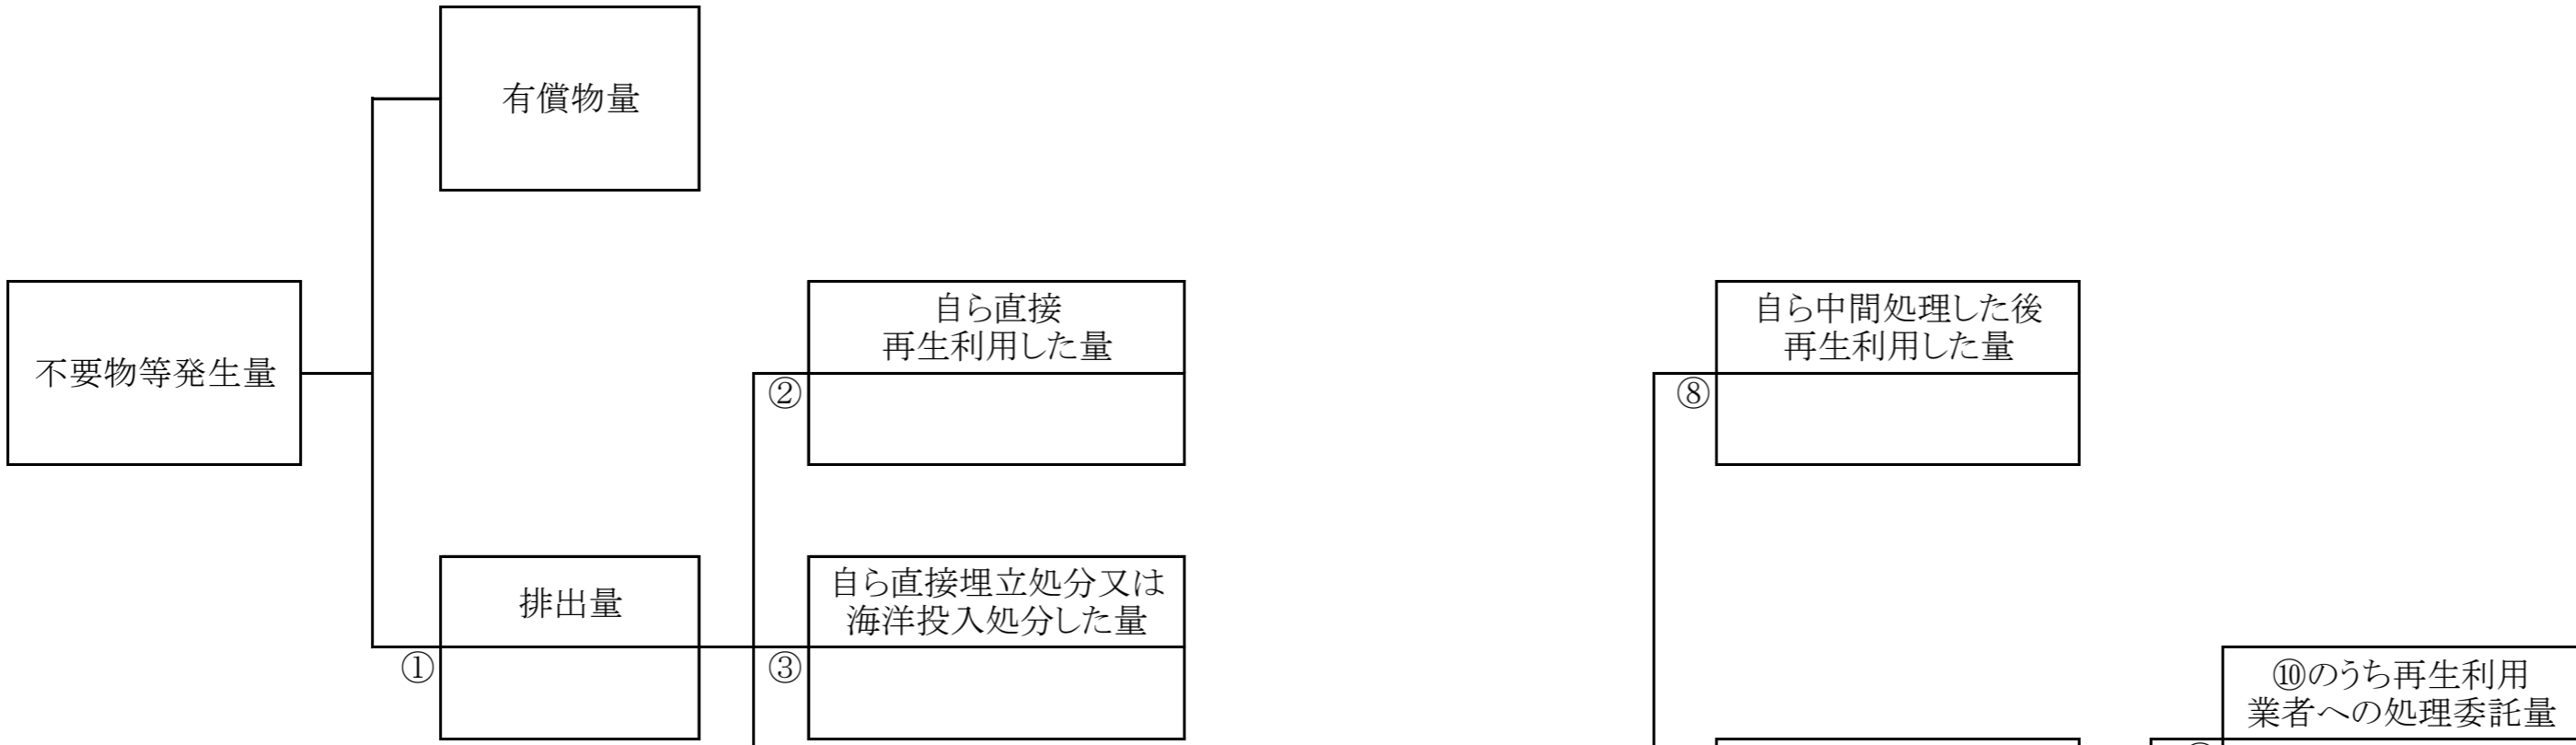 有償物量
不要物等発生量
自ら直接
再生利用した量
②
自ら中間処理した後
再生利用した量
⑧
排出量
①
自ら直接埋立処分又は
海洋投入処分した量
③
⑩のうち再生利用
業者への処理委託量